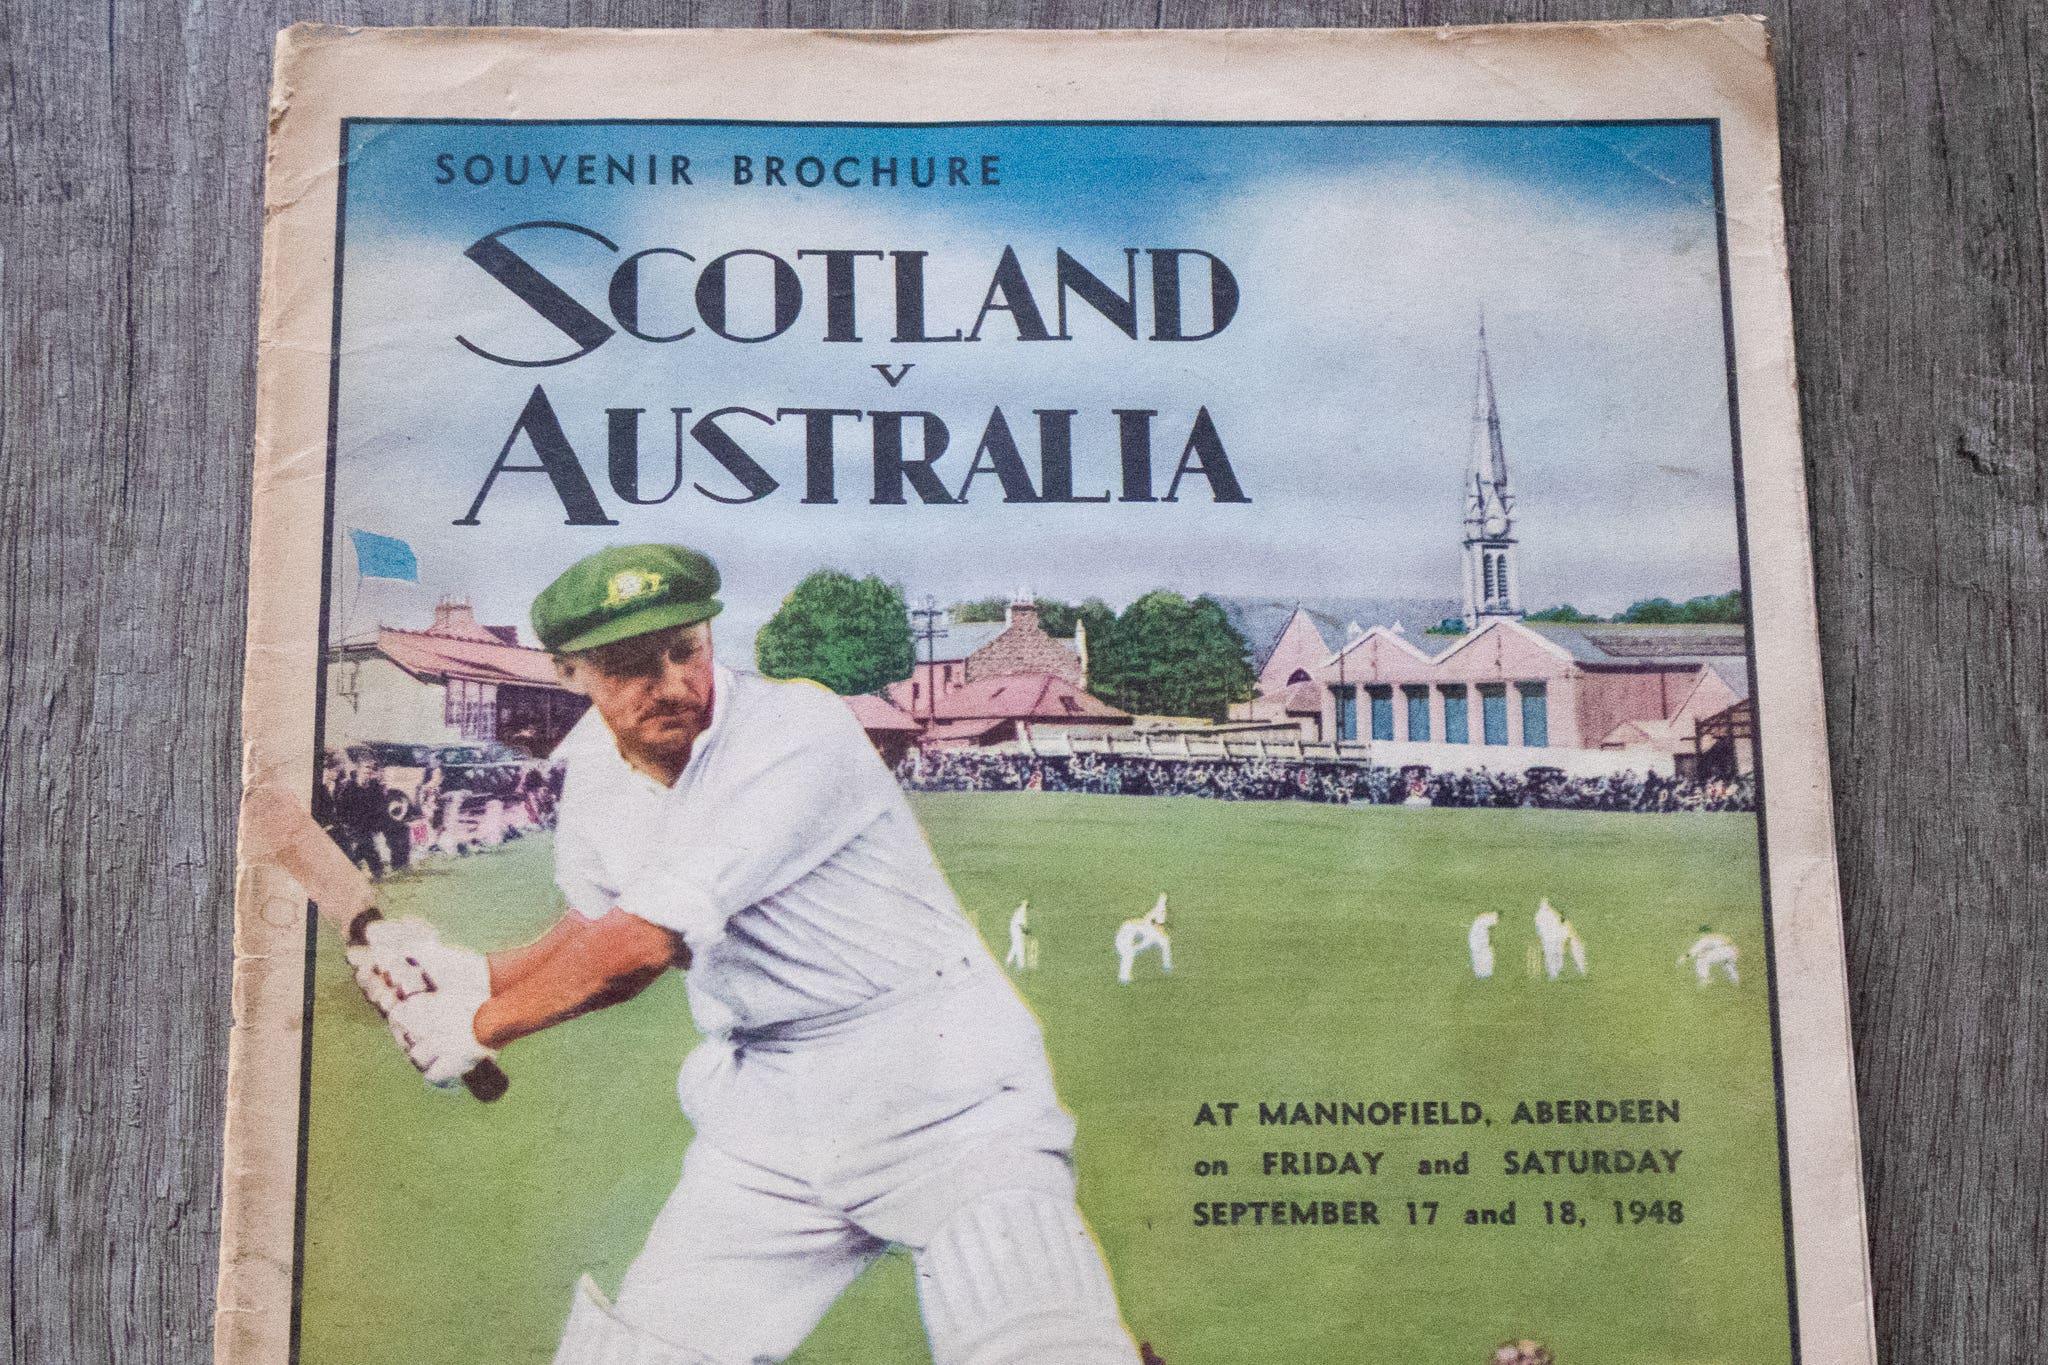 SOUVENIR BROCHURE
SCOTLAND
V
AUSTRALIA
AT MANNOFIELD, ABERDEEN
on FRIDAY and SATURDAY
SEPTEMBER 17 and 18, 1948